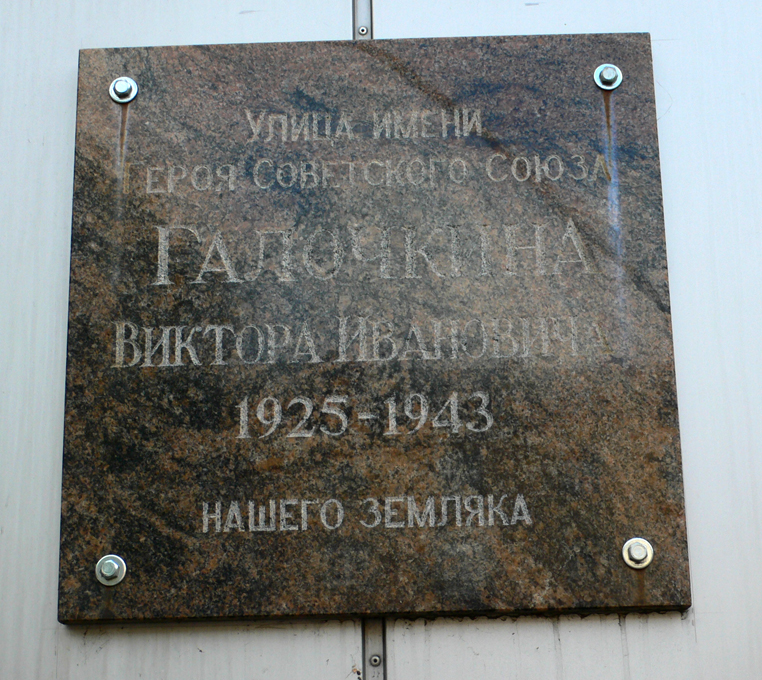 УЛИЦА ИМЕНИ
ГЕРОЯ СОВЕТСКОГО СОЮЗА
ГАЛОЧКИНА
ВИКТОРА ИВАНОВИЧА
1925-1943
НАШЕГО ЗЕМЛЯКА